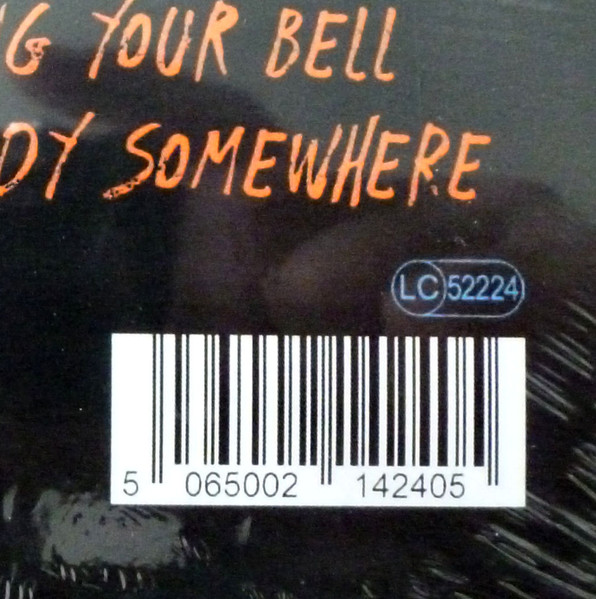 G YOUR BELL
DY SOMEWHERE
LC 52224
5 065002 142405